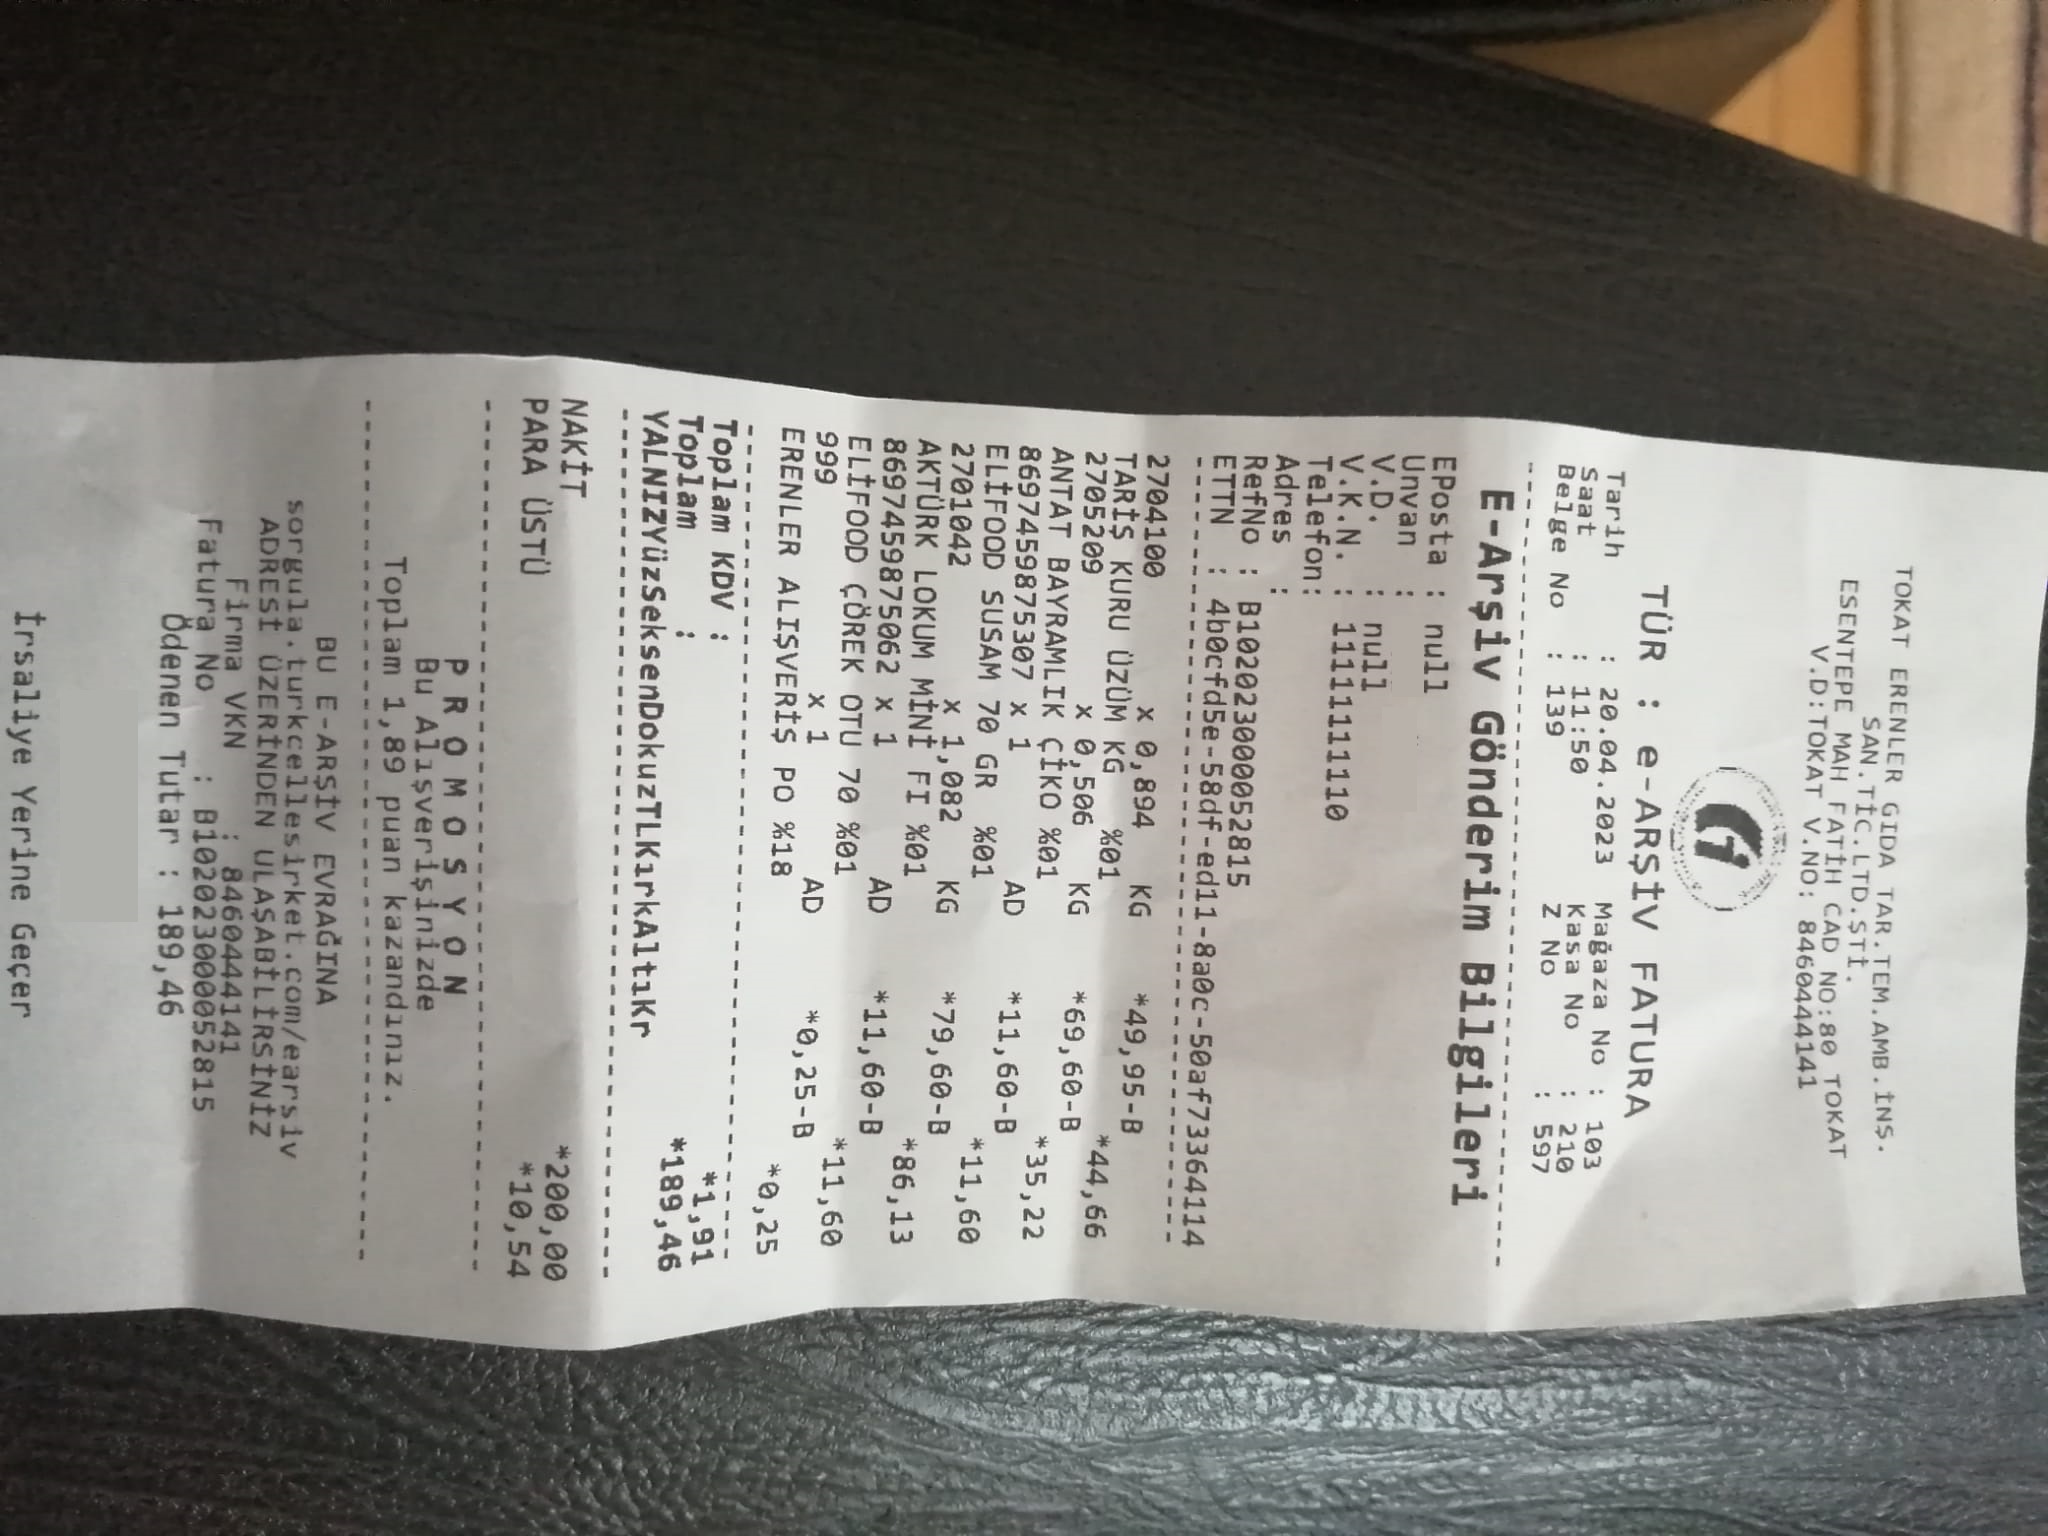 TOKAT ERENLER GIDA TAR.TEM.AMB.İNŞ.
SAN.TİC.LTD.ŞTİ.
ESENTEPE MAH FATİH CAD NO:80 TOKAT
V.D:TOKAT V.NO: 8460444141
TÜR : e-ARŞİV FATURA
Tarih : 20.04.2023 Mağaza No : 103
Saat : 11:50 Kasa No : 210
Belge No : 139 Z No : 597
E-Arşiv Gönderim Bilgileri
EPosta : null
Unvan :
V.D. : null
V.K.N. : 11111111110
Telefon:
Adres :
RefNo : B102023000052815
ETTN : 4b0cfd5e-58df-ed11-8a0c-50af73364114
2704100 x 0,894 KG *49,95-B
TARİŞ KURU ÜZÜM KG %01 *44,66
2705209 x 0,506 KG *69,60-B
ANTAT BAYRAMLIK ÇİKO %01 *35,22
8697459875307 x 1 AD *11,60-B
ELİFOOD SUSAM 70 GR %01 *11,60
2701042 x 1,082 KG *79,60-B
AKTÜRK LOKUM MİNİ FI %01 *86,13
8697459875062 x 1 AD *11,60-B
ELİFOOD ÇÖREK OTU 70 %01 *11,60
999 x 1 AD *0,25-B
ERENLER ALIŞVERİŞ PO %18 *0,25
Toplam KDV : *1,91
Toplam : *189,46
YALNIZYüzSeksenDokuzTLKırkAltıKr
NAKİT *200,00
PARA ÜSTÜ *10,54
P R O M O S Y O N
Bu Alışverişinizde
Toplam 1,89 puan kazandınız.
BU E-ARŞİV EVRAĞINA
sorgula.turkcellesirket.com/earsiv
ADRESİ ÜZERİNDEN ULAŞABİLİRSİNİZ
Firma VKN : 8460444141
Fatura No : B102023000052815
Ödenen Tutar : 189,46
İrsaliye Yerine Geçer